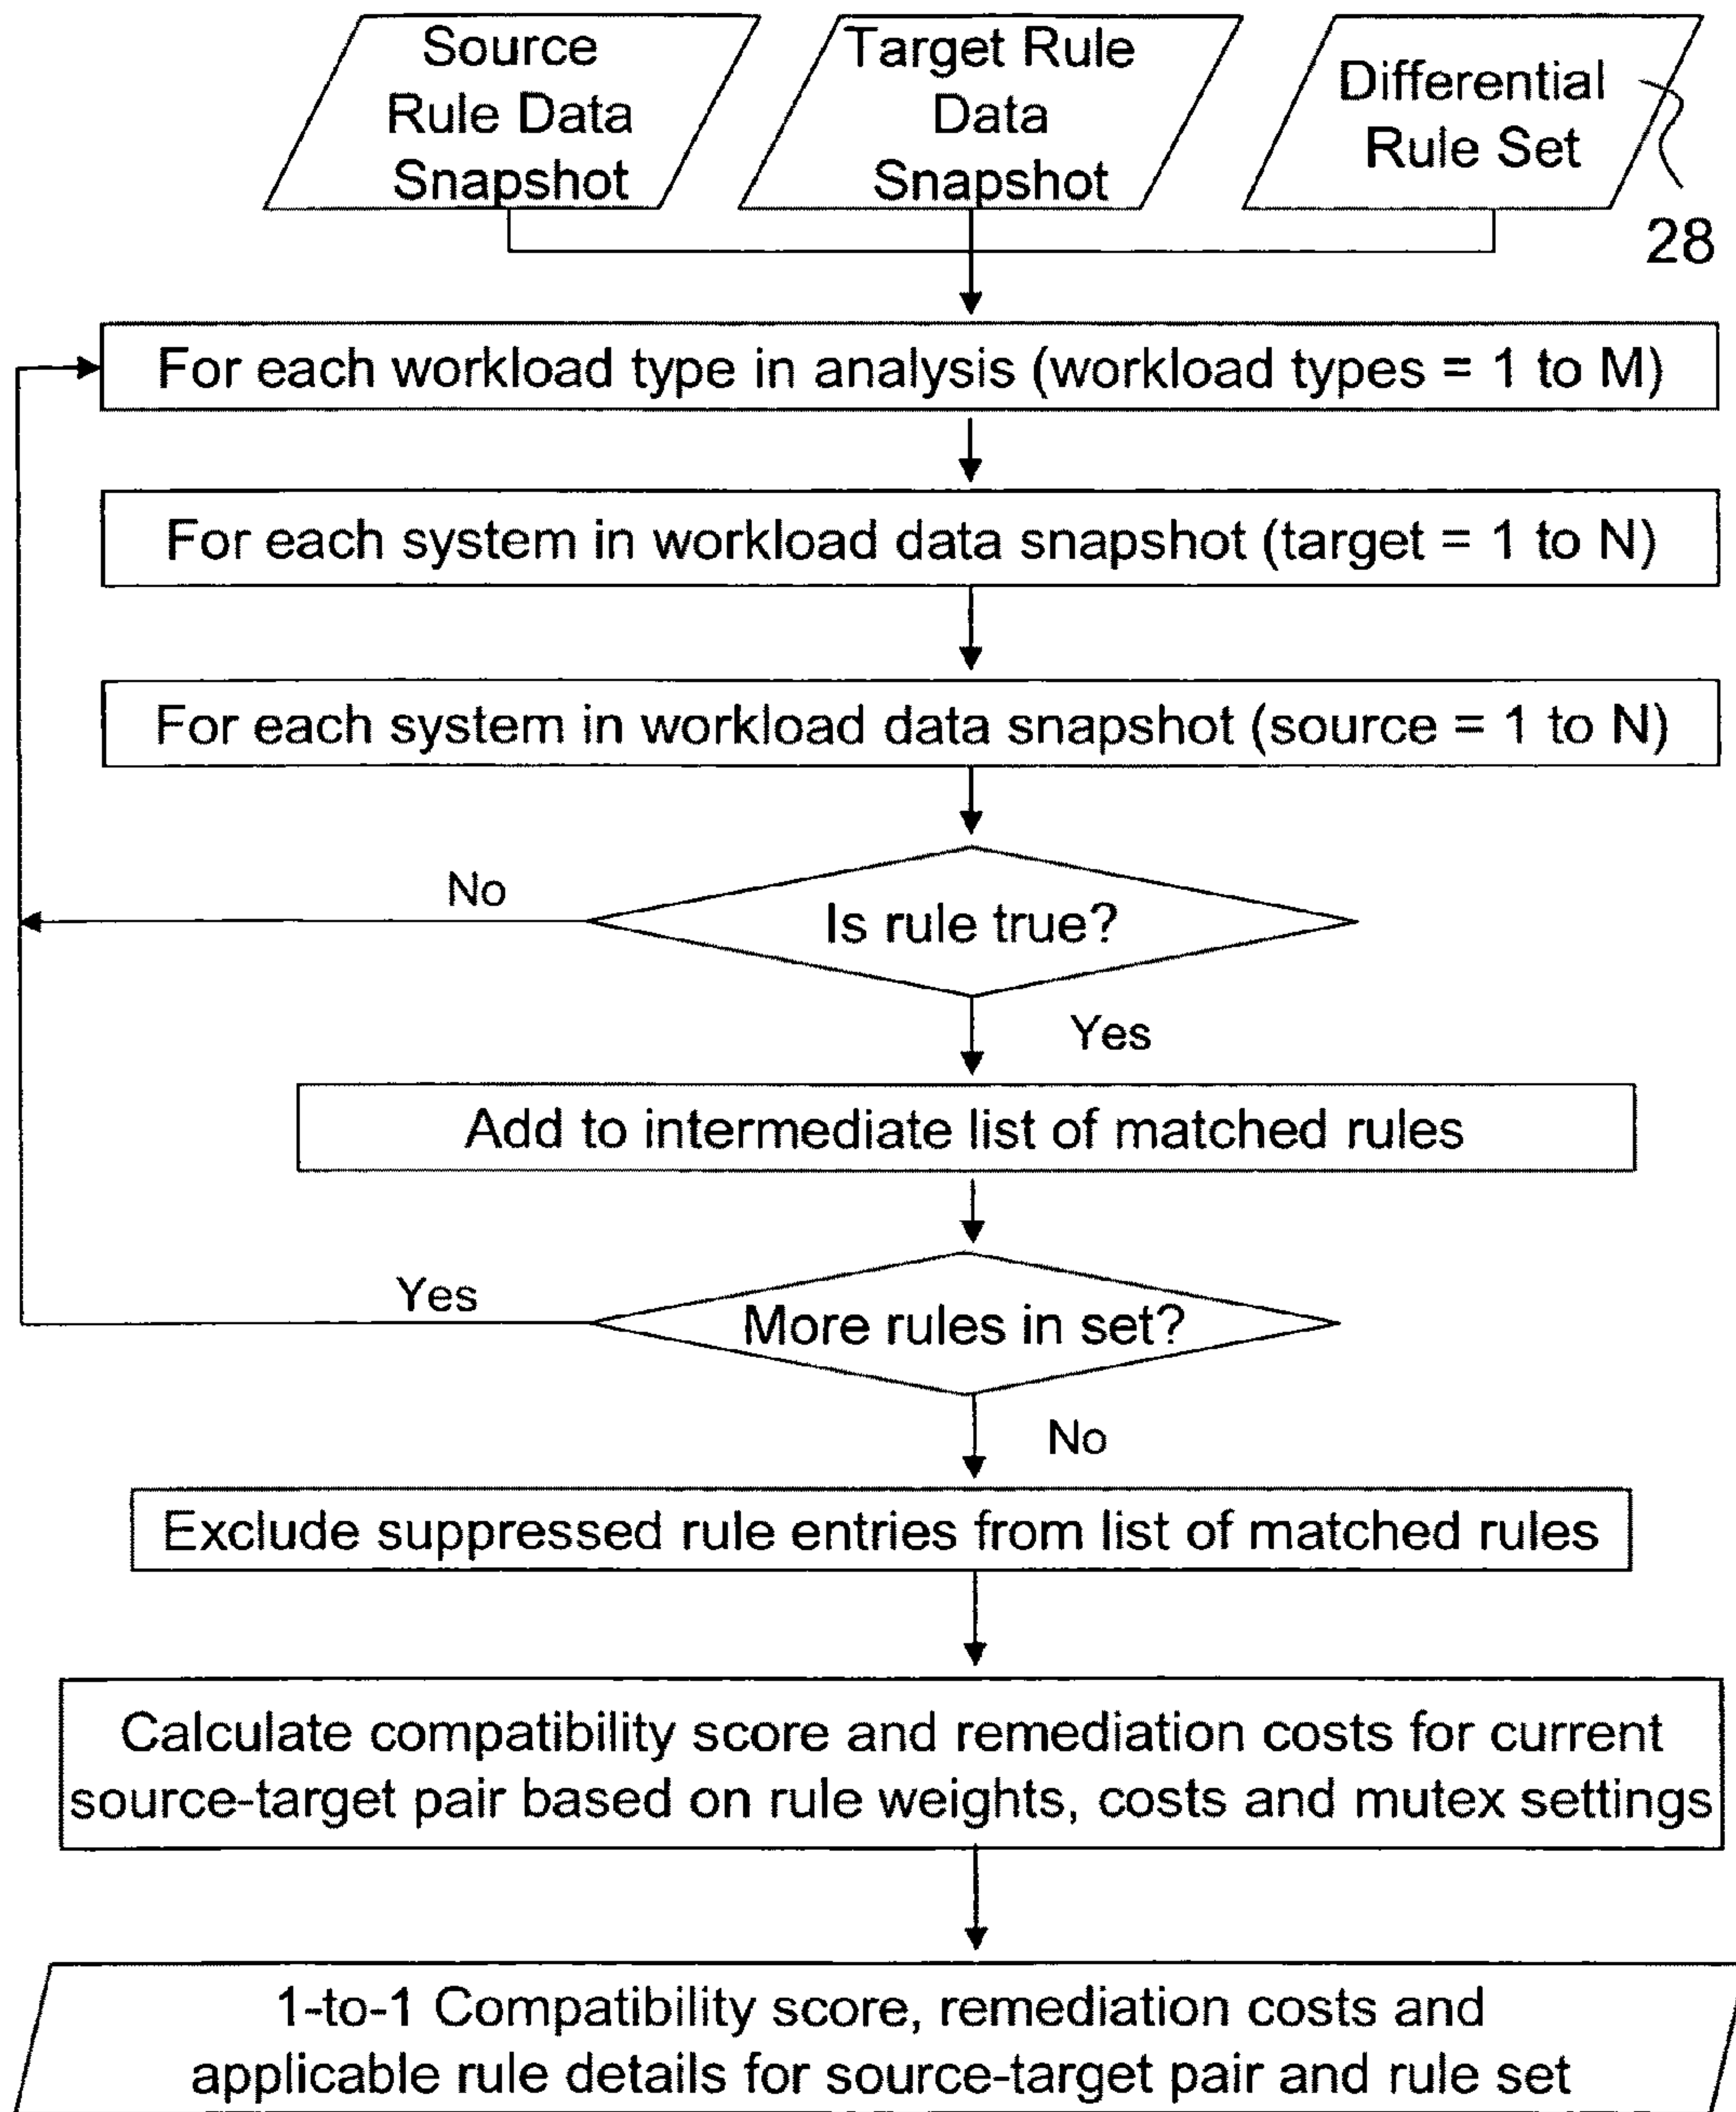 Source
Rule Data
Snapshot
Target Rule
Data
Snapshot
Differential
Rule Set
28
For each workload type in analysis (workload types = 1 to M)
For each system in workload data snapshot (target = 1 to N)
For each system in workload data snapshot (source = 1 to N)
No
Is rule true?
Yes
Add to intermediate list of matched rules
Yes
More rules in set?
No
Exclude suppressed rule entries from list of matched rules
Calculate compatibility score and remediation costs for current
source-target pair based on rule weights, costs and mutex settings
1-to-1 Compatibility score, remediation costs and
applicable rule details for source-target pair and rule set